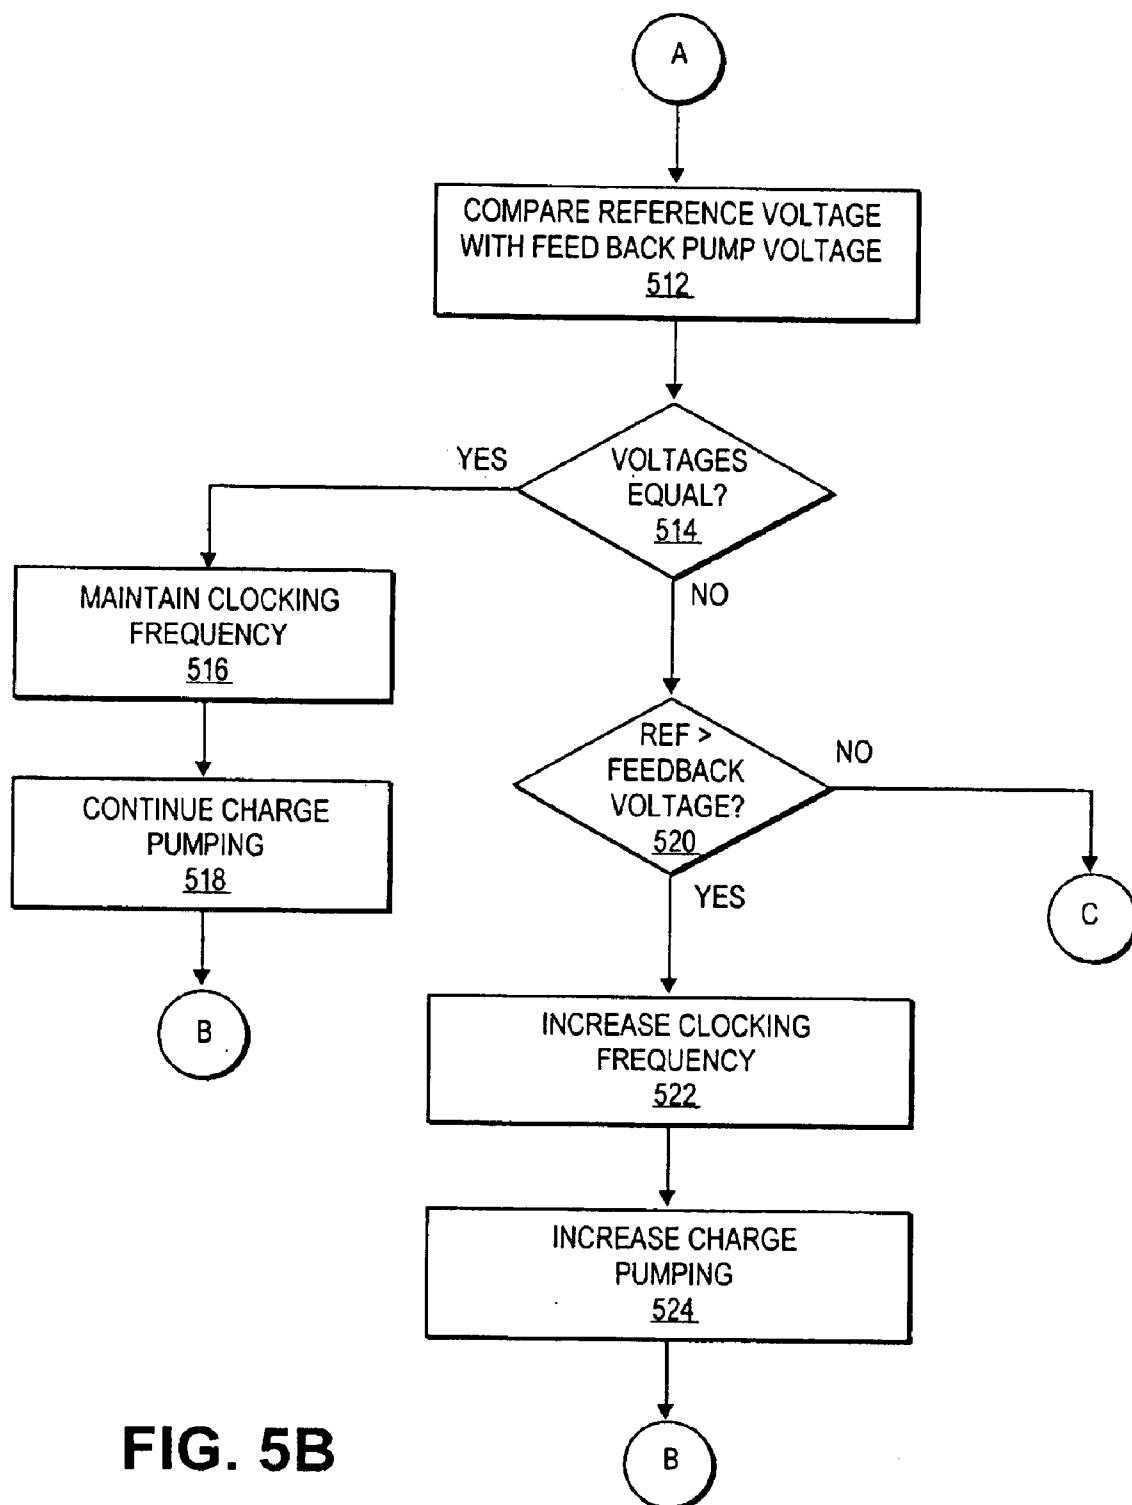 A
COMPARE REFERENCE VOLTAGE
WITH FEED BACK PUMP VOLTAGE
512
YES
VOLTAGES
EQUAL?
514
NO
MAINTAIN CLOCKING
FREQUENCY
516
REF >
FEEDBACK
VOLTAGE?
520
NO
CONTINUE CHARGE
PUMPING
518
YES
C
B
INCREASE CLOCKING
FREQUENCY
522
INCREASE CHARGE
PUMPING
524
B
FIG. 5B